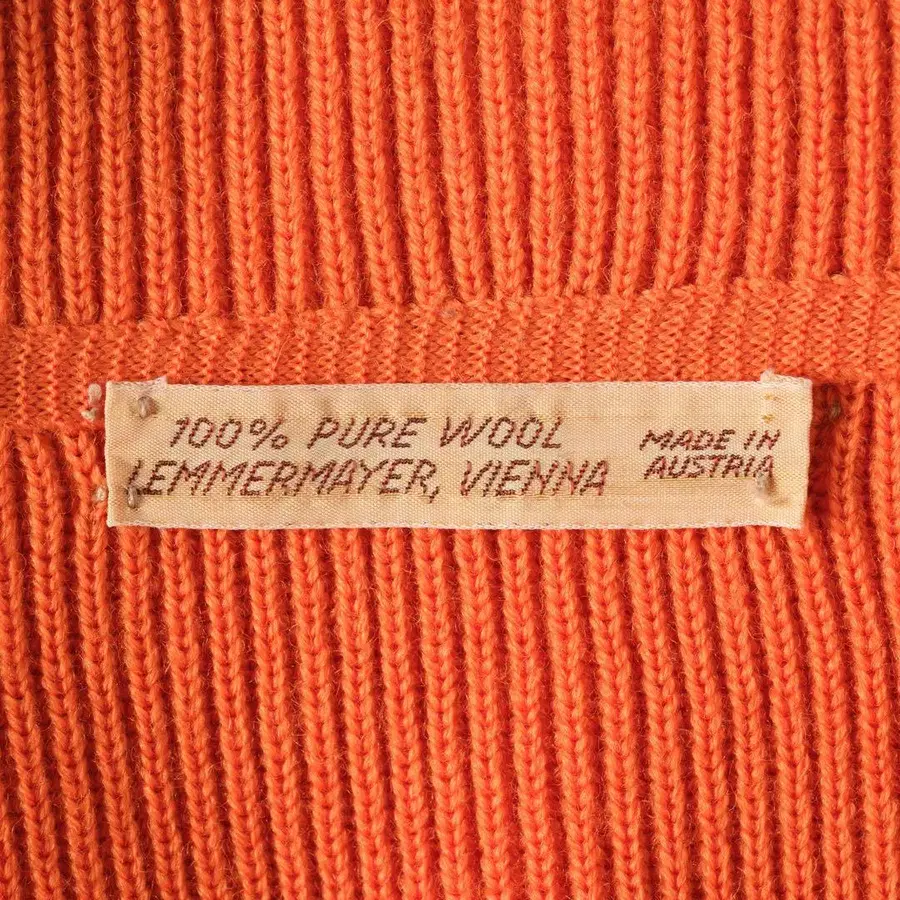 100% PURE WOOL
LEMMERMAYER, VIENNA
MADE IN
AUSTRIA